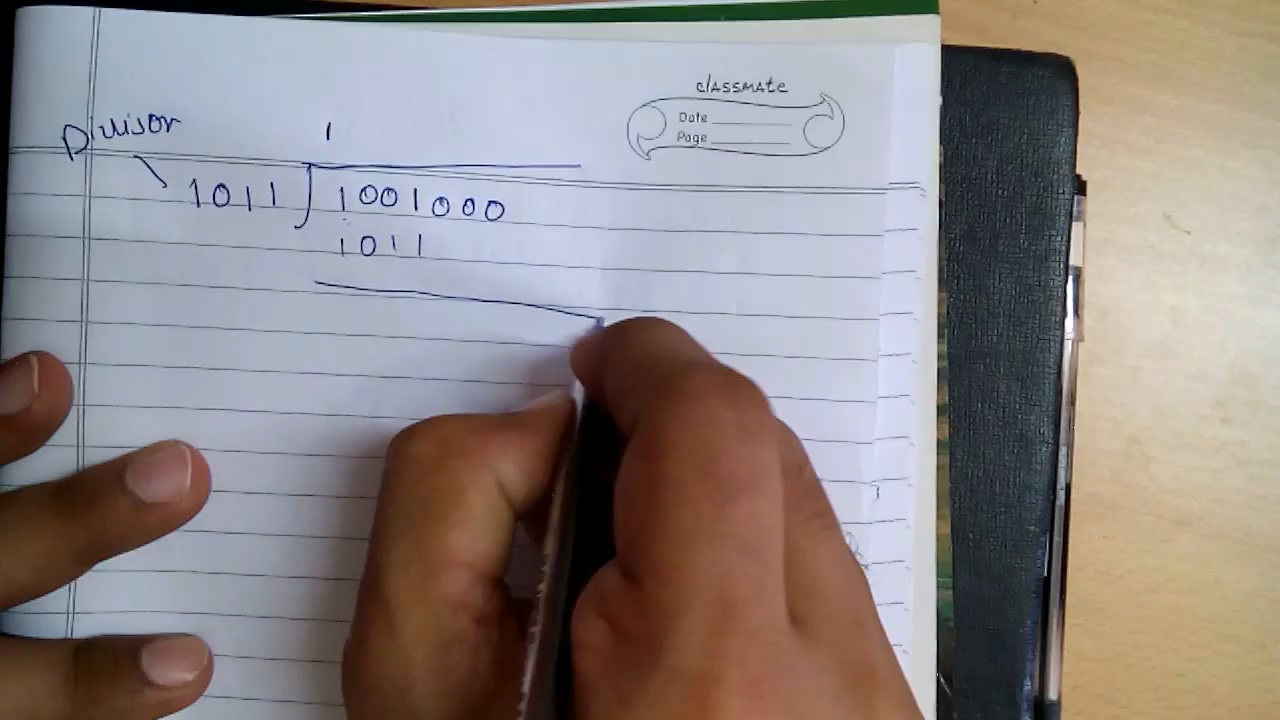 classmate
Date
Page
Divisor
1
1011 ) 1001000
1011